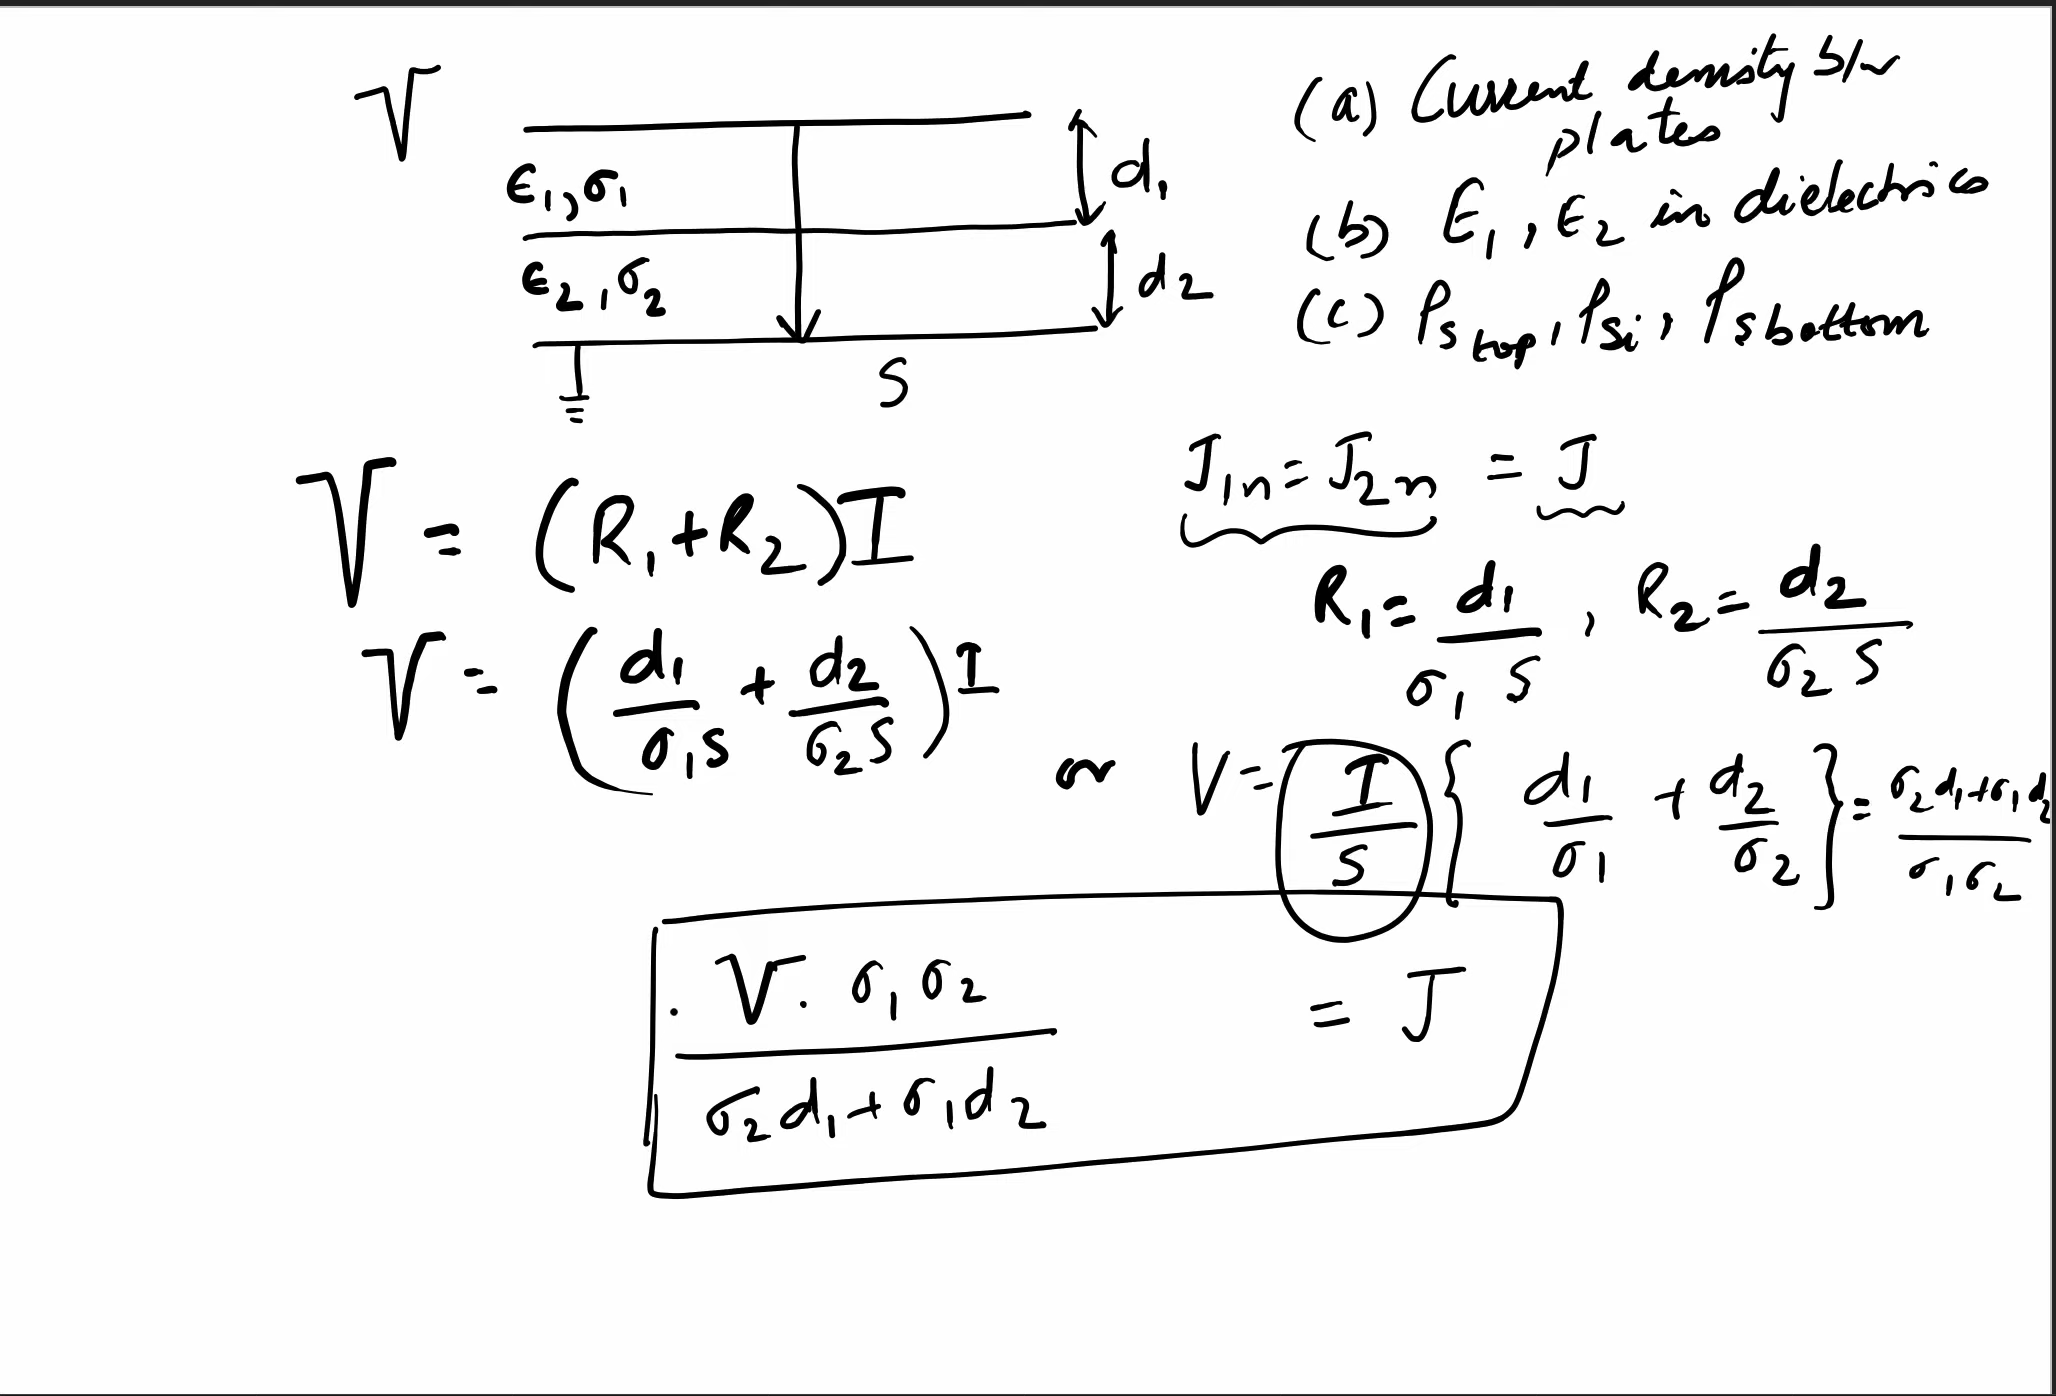 V
(a) Current density b/w
plates
ϵ₁,σ₁
d₁
(b) E₁, E₂ in dielectrics
ϵ₂,σ₂
d₂
(c) ρs top, ρsi, ρs bottom
S
J₁n = J₂n = J
V = (R₁+R₂)I
R₁ = d₁/σ₁ S , R₂ = d₂/σ₂ S
V = (d₁/σ₁S + d₂/σ₂S) I
or V = I/S { d₁/σ₁ + d₂/σ₂ } = σ₂d₁+σ₁d₂/σ₁σ₂
. V. σ₁σ₂ / σ₂d₁+σ₁d₂ = J